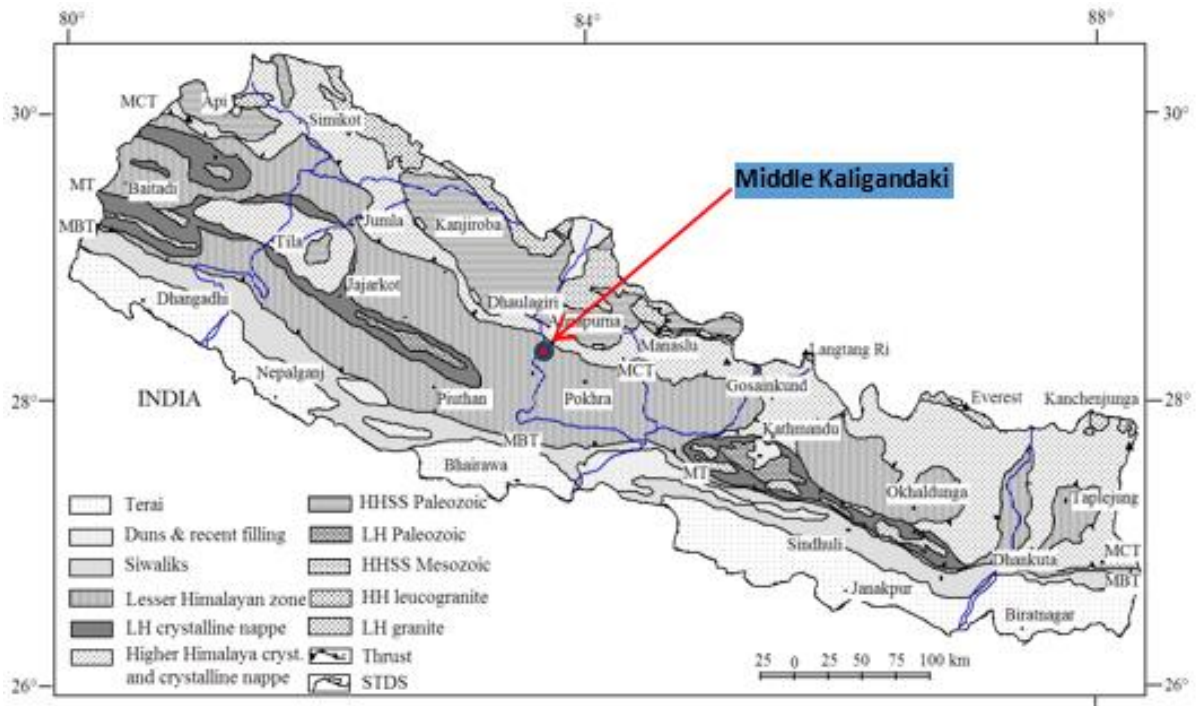 80°
84°
88°
30°
30°
MCT
Api
Simikot
Middle Kaligandaki
MT
Baitadi
MBT
Jumla
Kanjiroba
Tila
Dhangadhi
Jajarkot
Dhaulagiri
Annapurna
Manaslu
MCT
Langtang Ri
Nepalganj
INDIA
28°
Piuthan
Pokhra
Gosainkund
Everest
Kanchenjunga
28°
Kathmandu
MBT
Bhairawa
MT
Okhaldunga
Taplejung
Sindhuli
Dhankuta
MCT
MBT
Janakpur
Biratnagar
Terai
Duns & recent filling
Siwaliks
Lesser Himalayan zone
LH crystalline nappe
Higher Himalaya cryst.
and crystalline nappe
HHSS Paleozoic
LH Paleozoic
HHSS Mesozoic
HH leucogranite
LH granite
Thrust
STDS
25 0 25 50 75 100 km
26°
26°